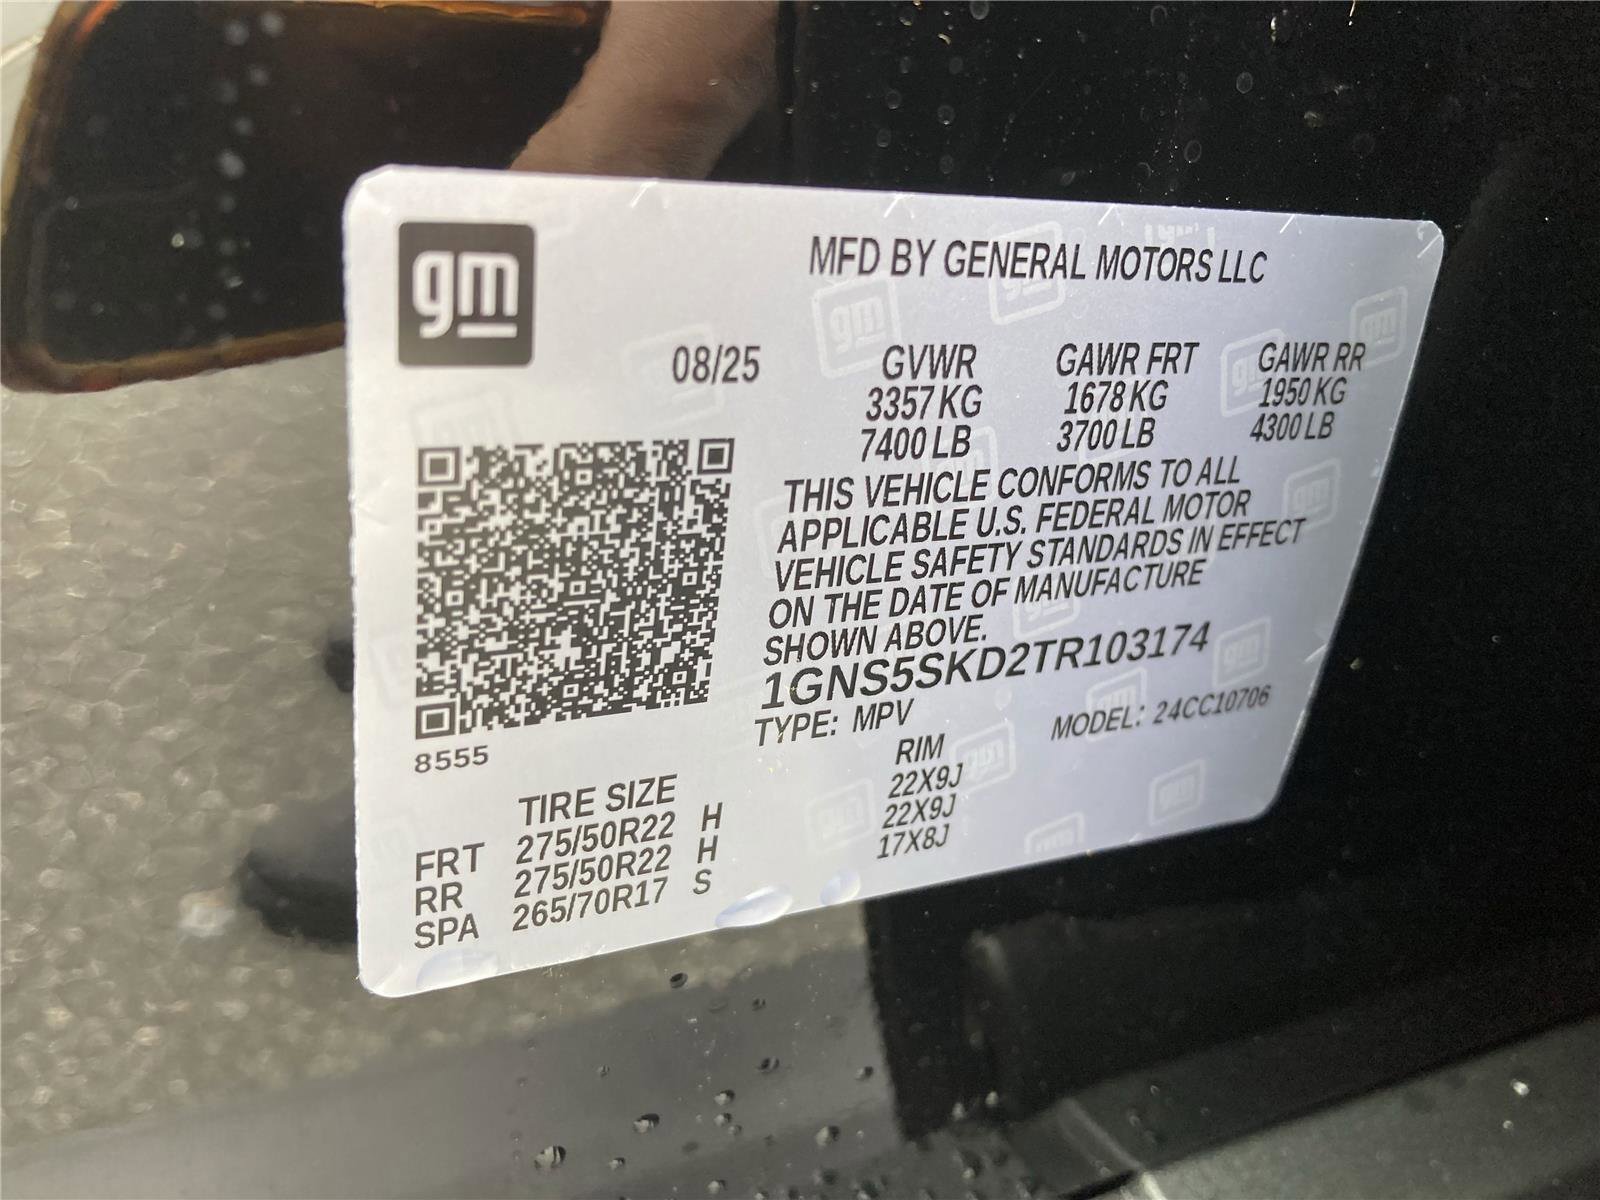 gm
MFD BY GENERAL MOTORS LLC
08/25 GVWR GAWR FRT GAWR RR
3357 KG 1678 KG 1950 KG
7400 LB 3700 LB 4300 LB
THIS VEHICLE CONFORMS TO ALL
APPLICABLE U.S. FEDERAL MOTOR
VEHICLE SAFETY STANDARDS IN EFFECT
ON THE DATE OF MANUFACTURE
SHOWN ABOVE.
1GNS5SKD2TR103174
TYPE: MPV MODEL: 24CC10706
8555
TIRE SIZE RIM
FRT 275/50R22 H 22X9J
RR 275/50R22 H 22X9J
SPA 265/70R17 S 17X8J